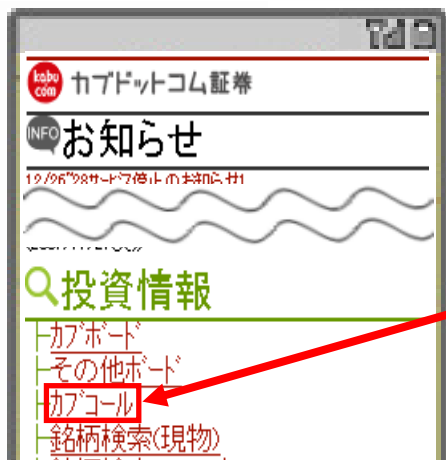 kabu
com
カブドットコム証券
INFO
お知らせ
投資情報
カブボード
その他ボード
カブコール
銘柄検索(現物)